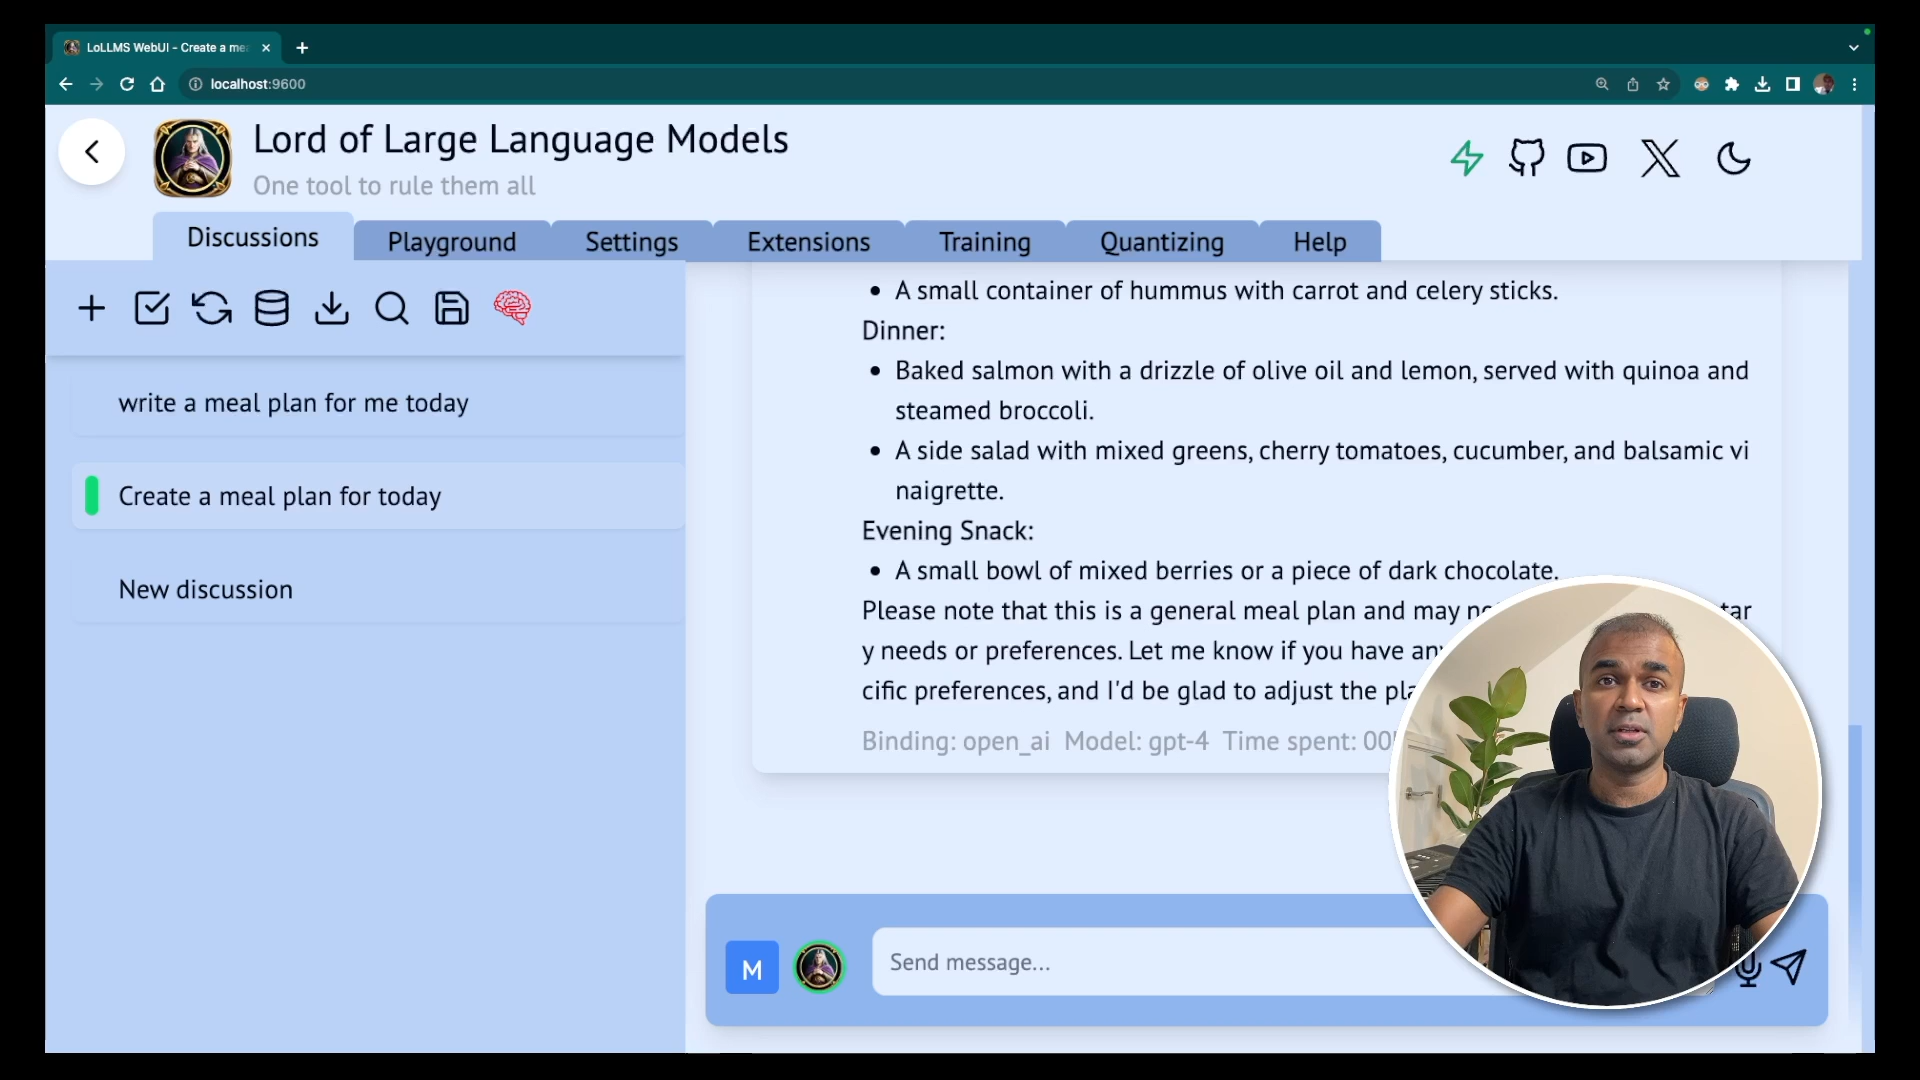 LoLLMS WebUI - Create a me
localhost:9600
Lord of Large Language Models
One tool to rule them all
Discussions Playground Settings Extensions Training Quantizing Help
write a meal plan for me today
Create a meal plan for today
New discussion
• A small container of hummus with carrot and celery sticks.
Dinner:
• Baked salmon with a drizzle of olive oil and lemon, served with quinoa and
steamed broccoli.
• A side salad with mixed greens, cherry tomatoes, cucumber, and balsamic vi
naigrette.
Evening Snack:
• A small bowl of mixed berries or a piece of dark chocolate.
Please note that this is a general meal plan and may tar
y needs or preferences. Let me know if you have
cific preferences, and I'd be glad to adjust the
Binding: open_ai Model: gpt-4 Time spent: 00
M
Send message...